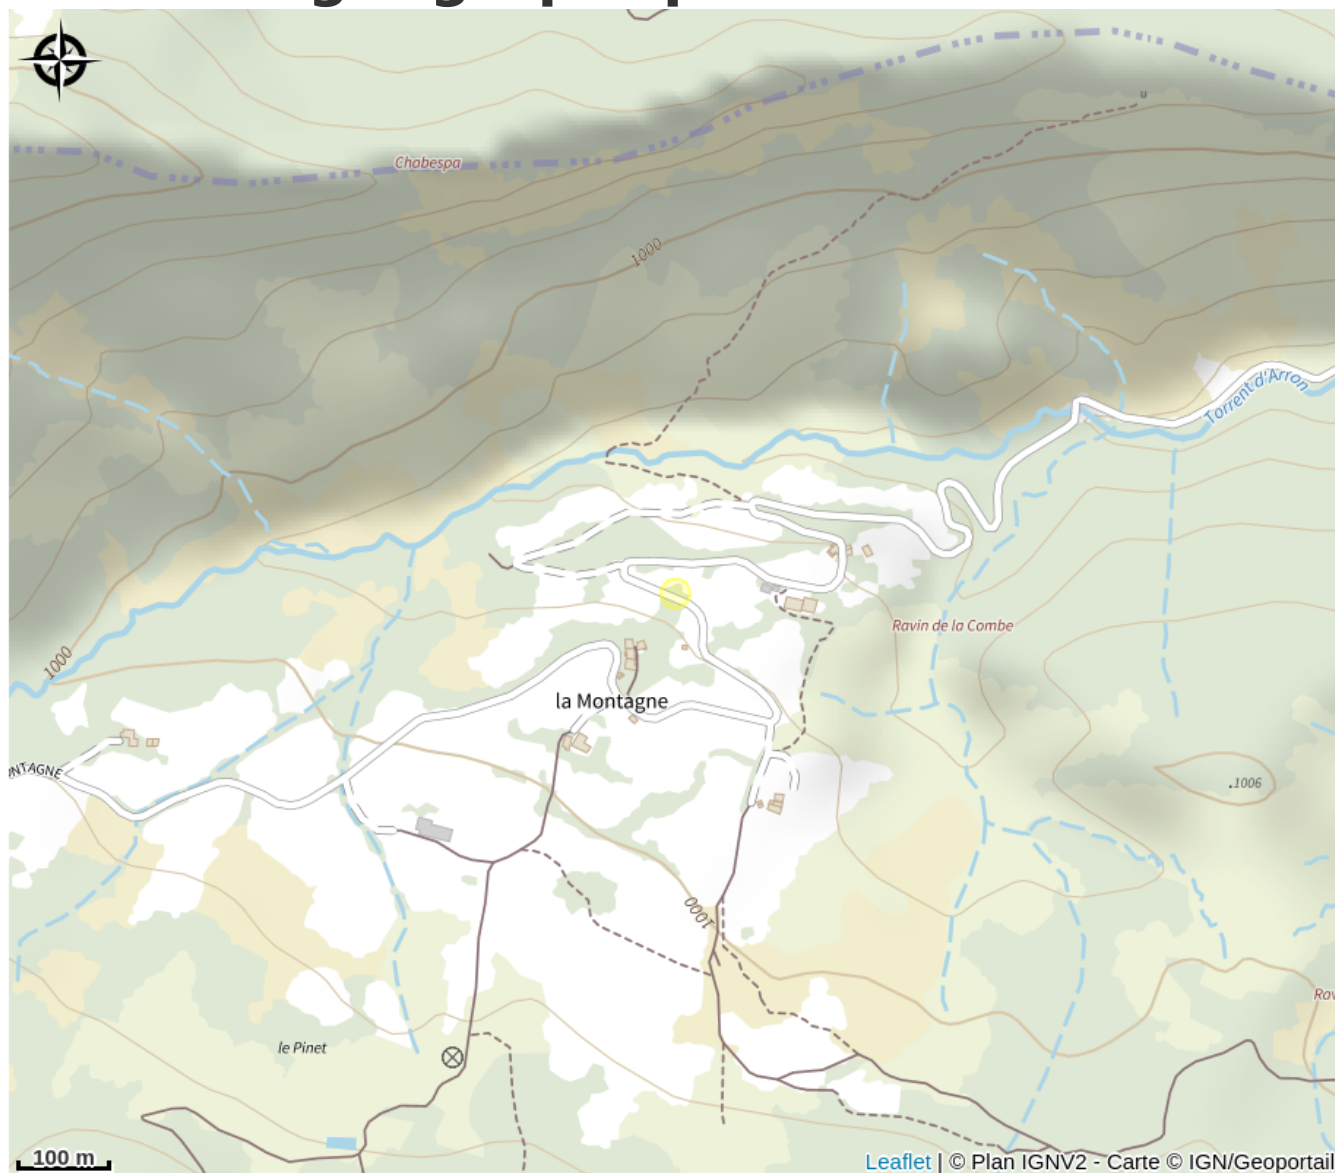 Chabespa
1000
Torrent d'Arron
Ravin de la Combe
1000
la Montagne
NTAGNE
.1006
1000
Rav
le Pinet
100 m
Leaflet | © Plan IGNV2 - Carte © IGN/Geoportail